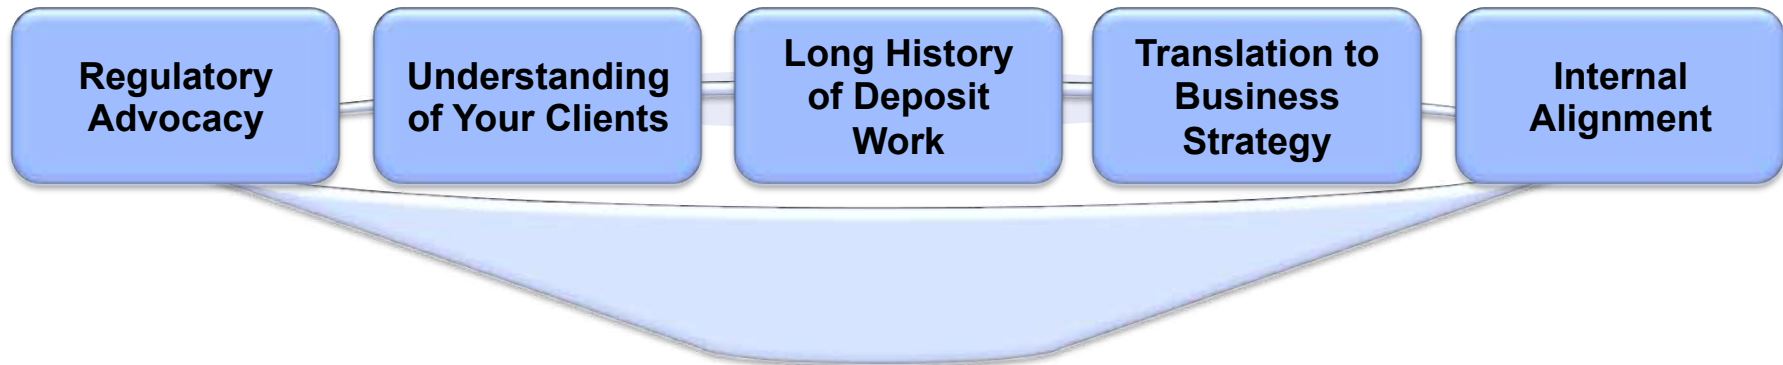 Regulatory
Advocacy
Understanding
of Your Clients
Long History
of Deposit
Work
Translation to
Business
Strategy
Internal
Alignment